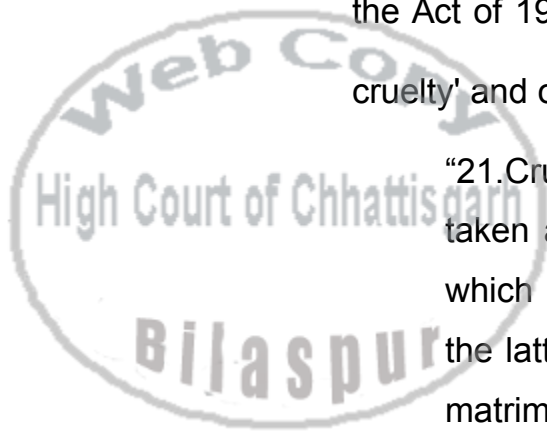 the Act of 19
cruelty' and
Web Copy
"21.Cru
High Court of Chhattisgarh
taken
which
Bilaspur
the latt
matrim